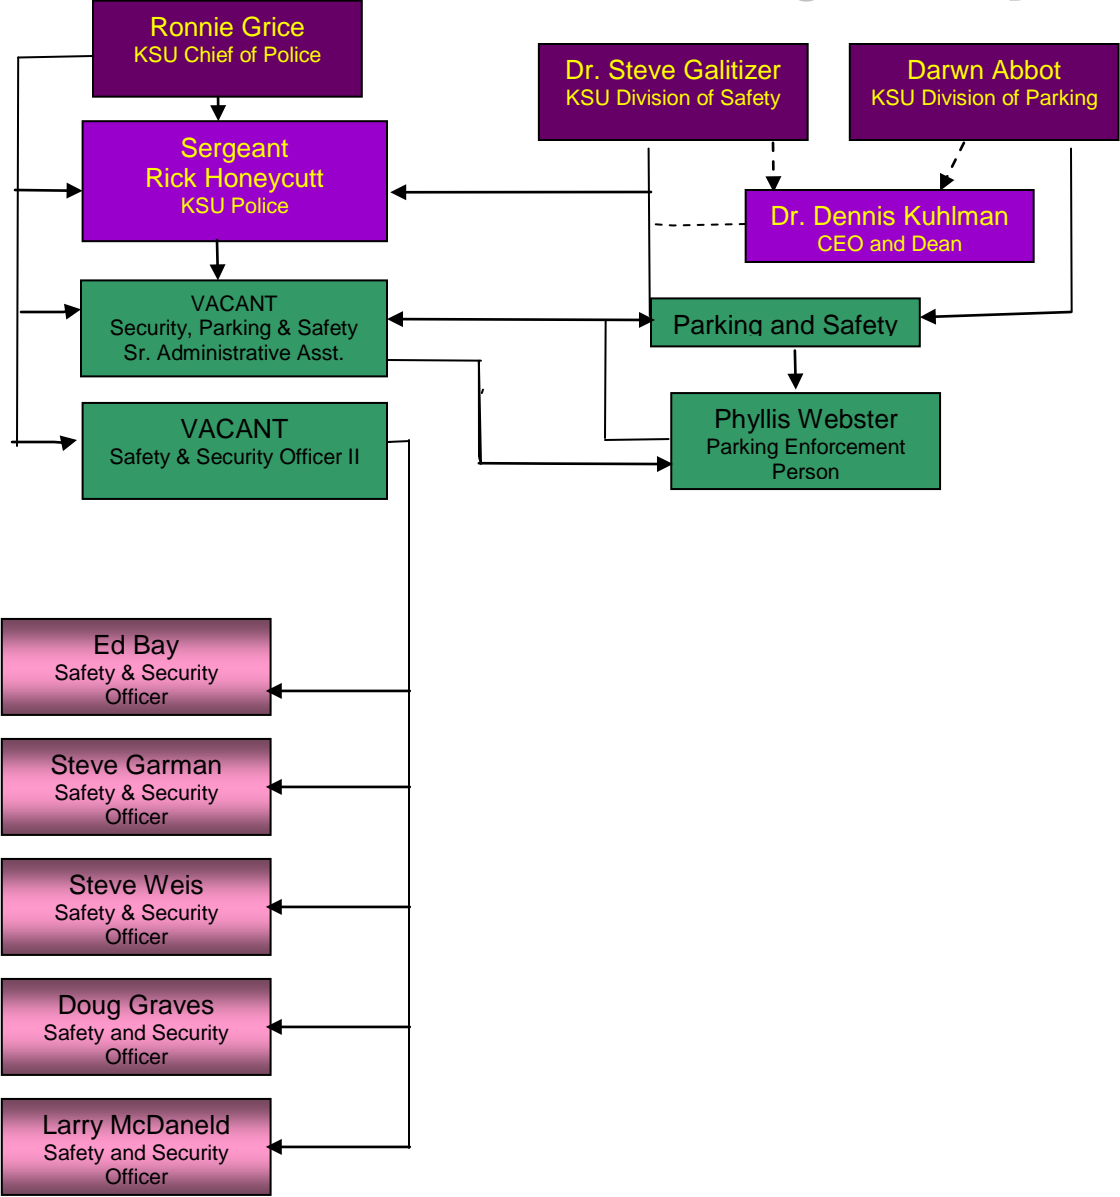 Ronnie Grice
KSU Chief of Police
Dr. Steve Galitizer
KSU Division of Safety
Darwn Abbot
KSU Division of Parking
Sergeant
Rick Honeycutt
KSU Police
Dr. Dennis Kuhlman
CEO and Dean
VACANT
Security, Parking & Safety
Sr. Administrative Asst.
Parking and Safety
VACANT
Safety & Security Officer II
Phyllis Webster
Parking Enforcement
Person
Ed Bay
Safety & Security
Officer
Steve Garman
Safety & Security
Officer
Steve Weis
Safety & Security
Officer
Doug Graves
Safety and Security
Officer
Larry McDaneld
Safety and Security
Officer